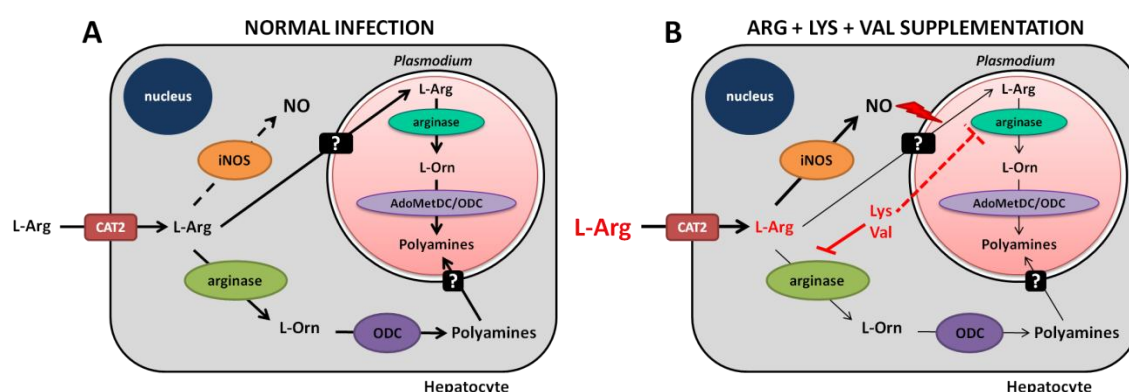 A
NORMAL INFECTION
Plasmodium
nucleus
NO
iNOS
L-Arg
arginase
?
L-Orn
AdoMetDC/ODC
Polyamines
?
L-Arg
CAT2
L-Arg
arginase
L-Orn
ODC
Polyamines
Hepatocyte
B
ARG + LYS + VAL SUPPLEMENTATION
Plasmodium
nucleus
NO
iNOS
L-Arg
arginase
?
L-Orn
AdoMetDC/ODC
Lys
Val
Polyamines
?
L-Arg
CAT2
L-Arg
arginase
L-Orn
ODC
Polyamines
Hepatocyte